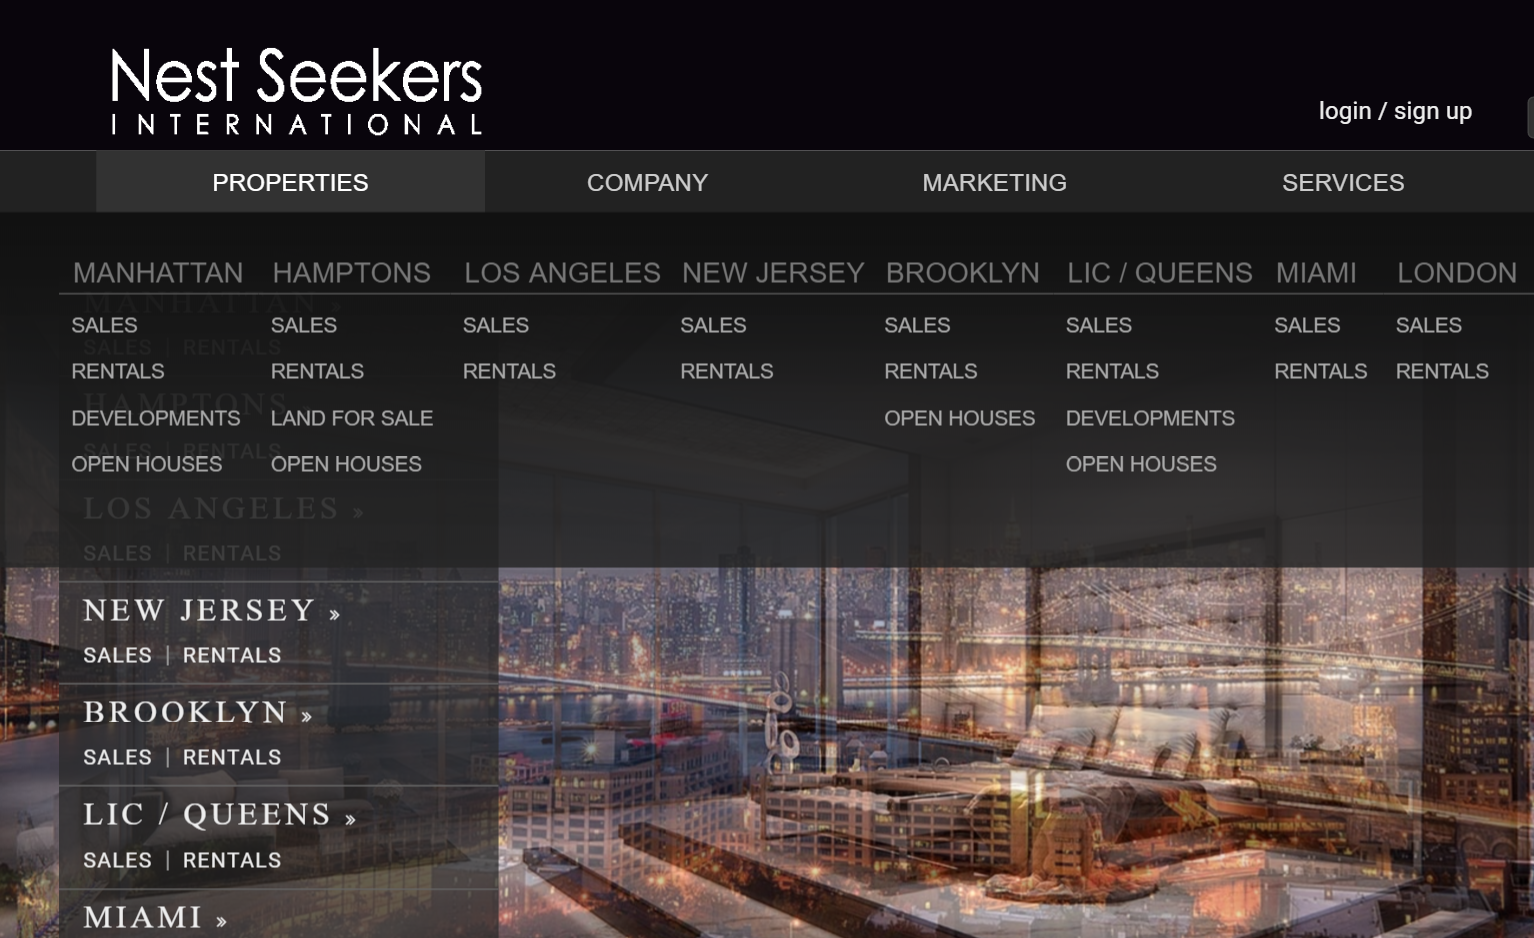 Nest Seekers
INTERNATIONAL
login / sign up
PROPERTIES COMPANY MARKETING SERVICES
MANHATTAN HAMPTONS LOS ANGELES NEW JERSEY BROOKLYN LIC / QUEENS MIAMI LONDON
MANHATTAN »
SALES SALES SALES SALES SALES SALES SALES SALES
SALES | RENTALS
RENTALS RENTALS RENTALS RENTALS RENTALS RENTALS RENTALS RENTALS
HAMPTONS
DEVELOPMENTS LAND FOR SALE OPEN HOUSES DEVELOPMENTS
SALES | RENTALS
OPEN HOUSES OPEN HOUSES OPEN HOUSES
LOS ANGELES »
SALES | RENTALS
NEW JERSEY »
SALES | RENTALS
BROOKLYN »
SALES | RENTALS
LIC / QUEENS »
SALES | RENTALS
MIAMI »